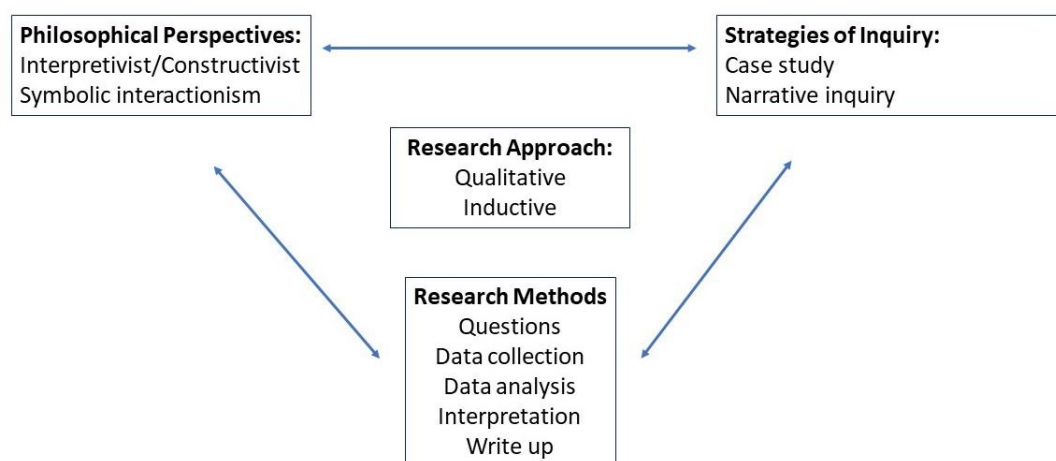 Philosophical Perspectives:
Interpretivist/Constructivist
Symbolic interactionism
Strategies of Inquiry:
Case study
Narrative inquiry
Research Approach:
Qualitative
Inductive
Research Methods
Questions
Data collection
Data analysis
Interpretation
Write up